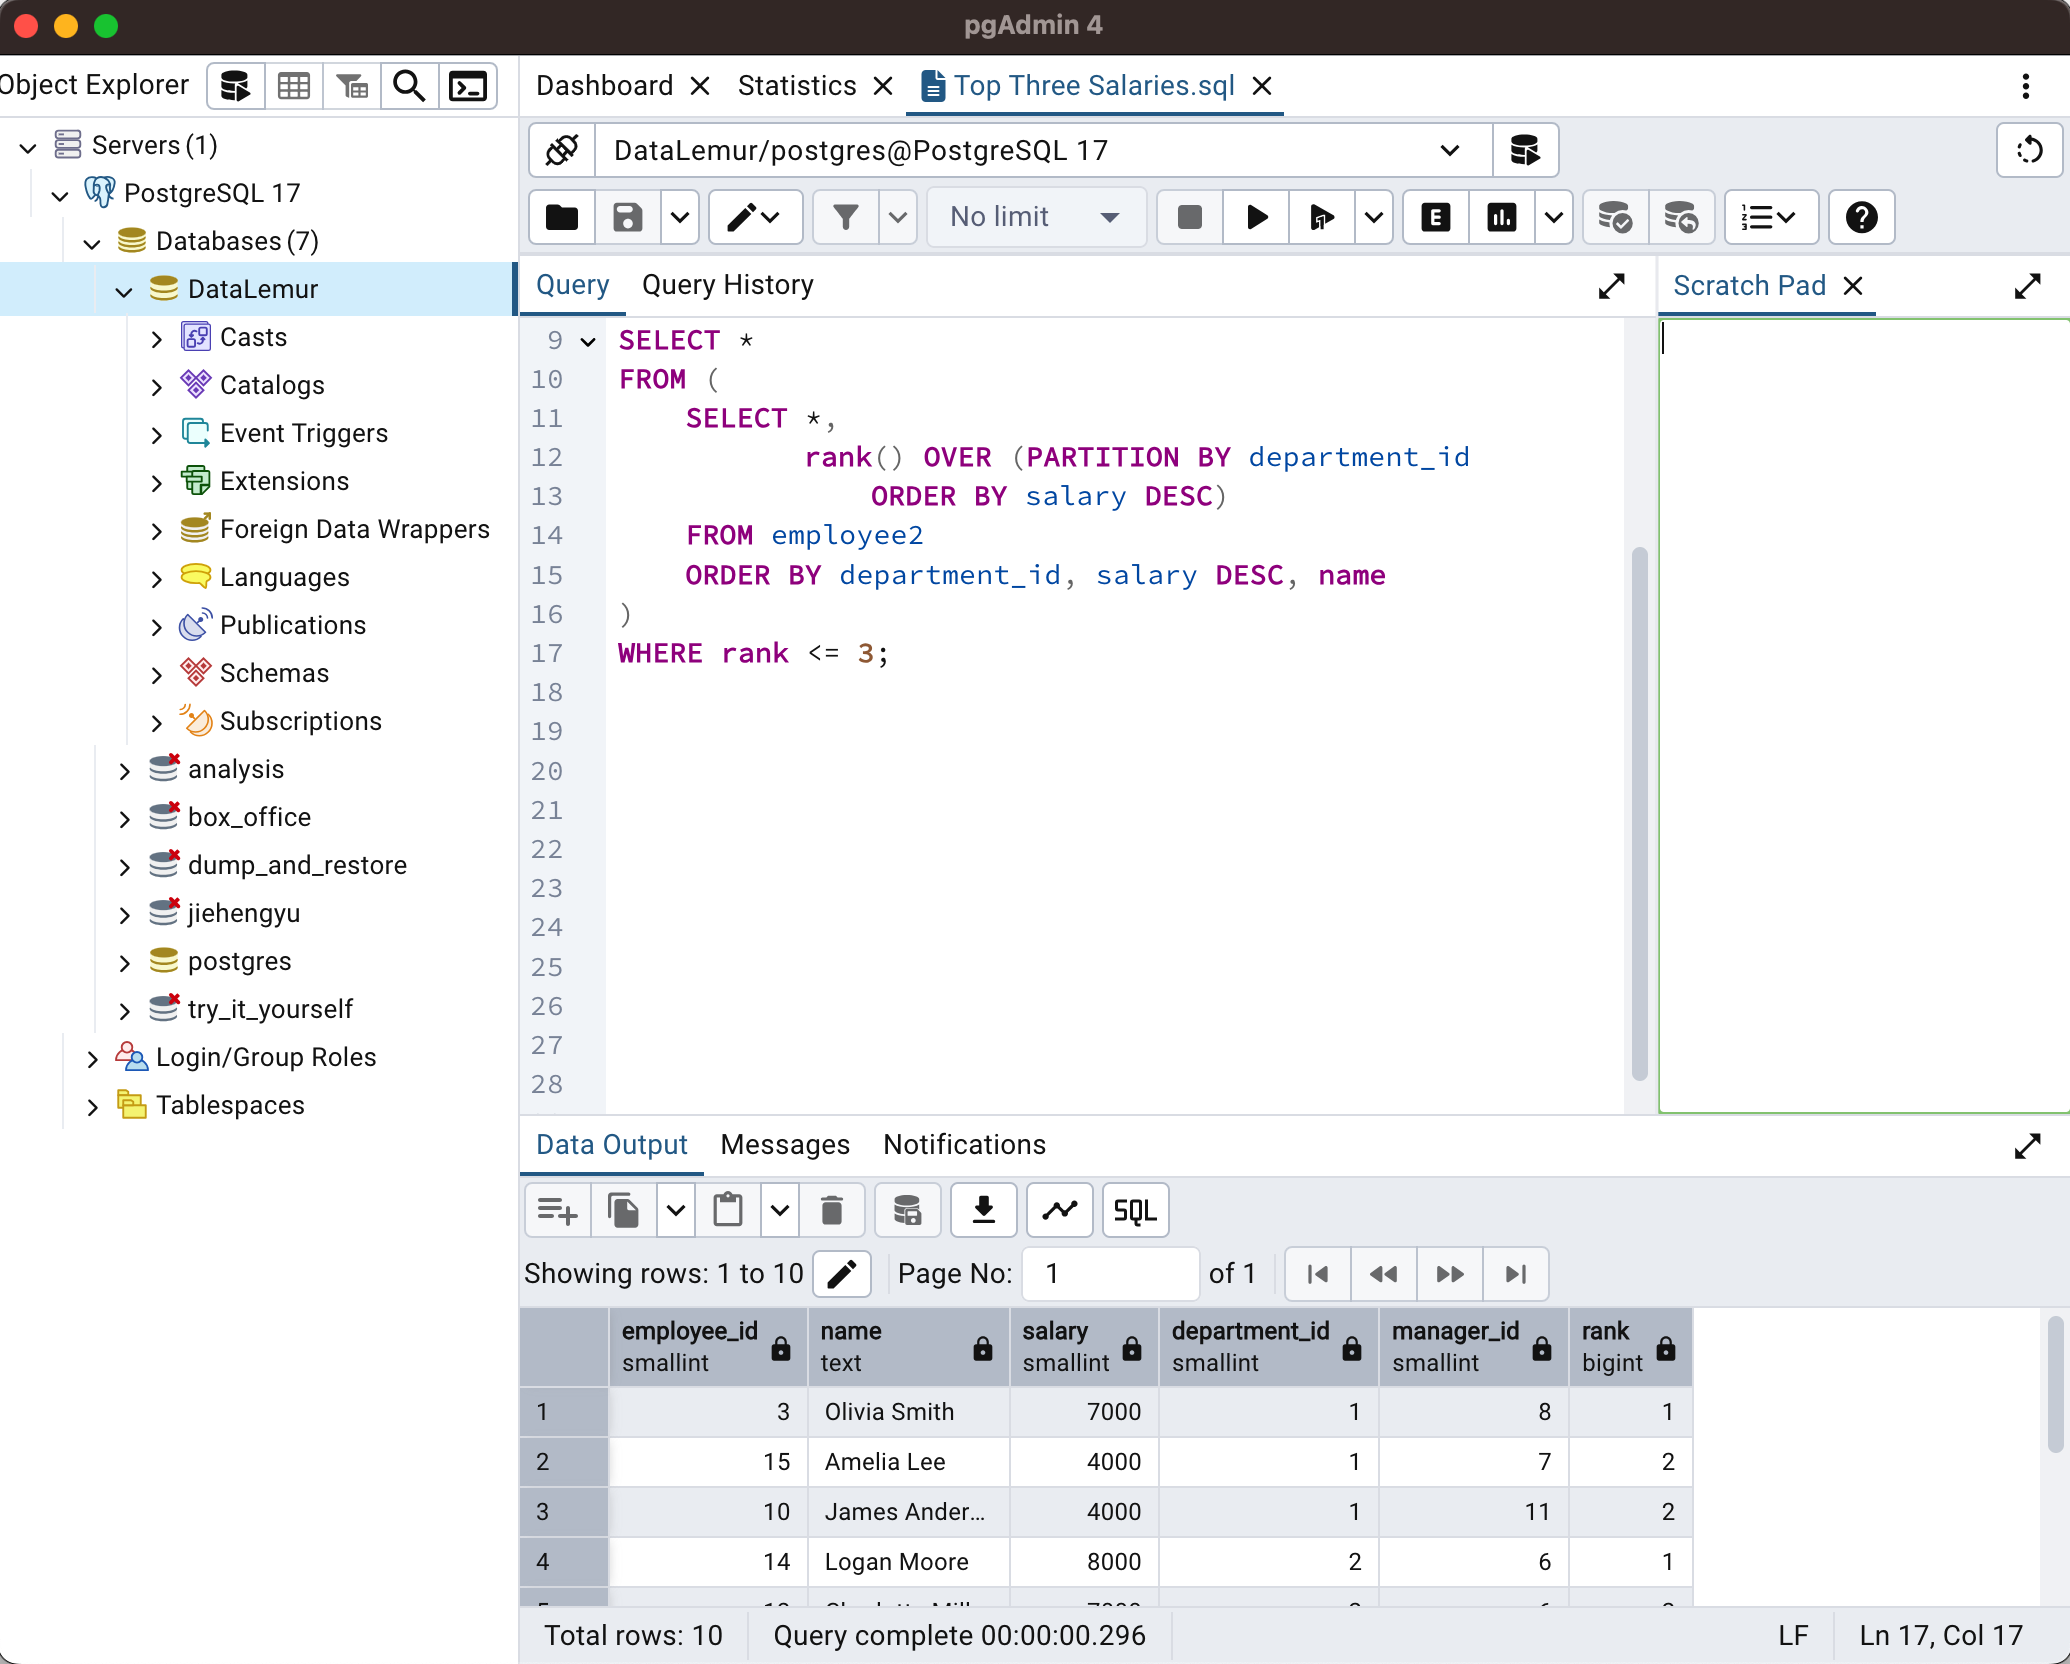 pgAdmin 4
Object Explorer
Servers (1)
PostgreSQL 17
Databases (7)
DataLemur
Casts
Catalogs
Event Triggers
Extensions
Foreign Data Wrappers
Languages
Publications
Schemas
Subscriptions
analysis
box_office
dump_and_restore
jiehengyu
postgres
try_it_yourself
Login/Group Roles
Tablespaces
Dashboard Statistics Top Three Salaries.sql
DataLemur/postgres@PostgreSQL 17
No limit
Query Query History
Scratch Pad
9 SELECT *
10 FROM (
11 SELECT *,
12 rank() OVER (PARTITION BY department_id
13 ORDER BY salary DESC)
14 FROM employee2
15 ORDER BY department_id, salary DESC, name
16 )
17 WHERE rank <= 3;
18
19
20
21
22
23
24
25
26
27
28
Data Output Messages Notifications
SQL
Showing rows: 1 to 10 Page No: 1 of 1
employee_id name salary department_id manager_id rank
smallint text smallint smallint smallint bigint
1 3 Olivia Smith 7000 1 8 1
2 15 Amelia Lee 4000 1 7 2
3 10 James Ander... 4000 1 11 2
4 14 Logan Moore 8000 2 6 1
Total rows: 10 Query complete 00:00:00.296 LF Ln 17, Col 17